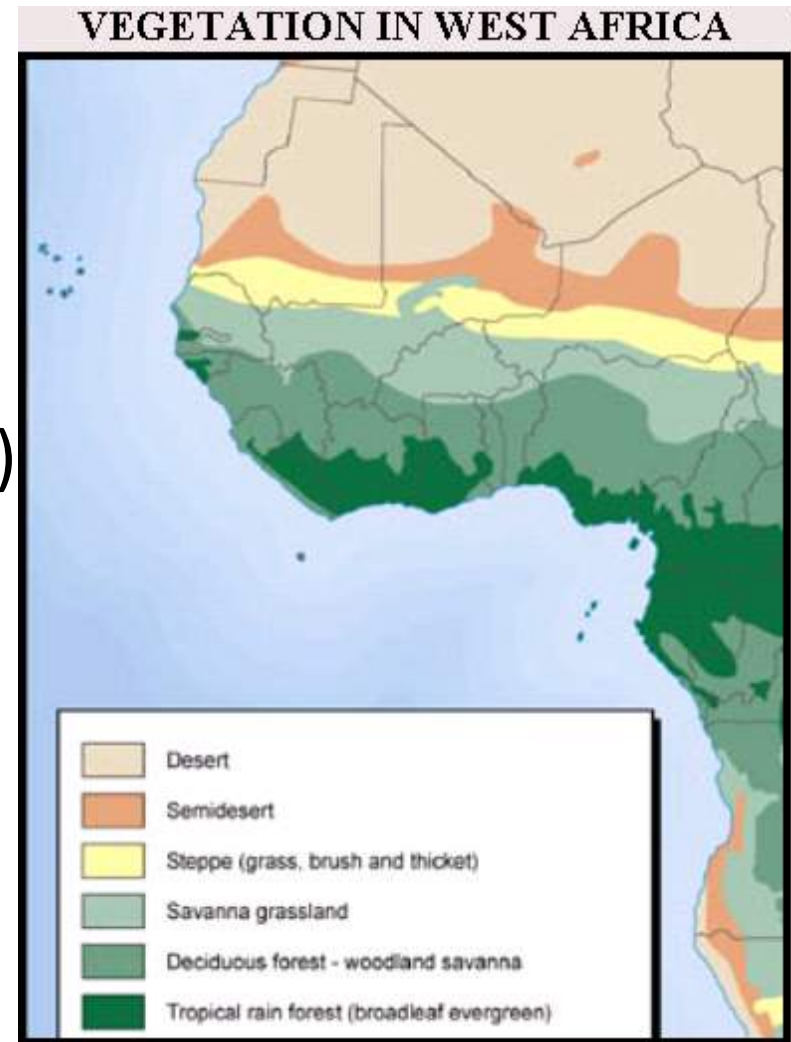 VEGETATION IN WEST AFRICA
)
Desert
Semidesert
Steppe (grass, brush and thicket)
Savanna grassland
Deciduous forest - woodland savanna
Tropical rain forest (broadleaf evergreen)